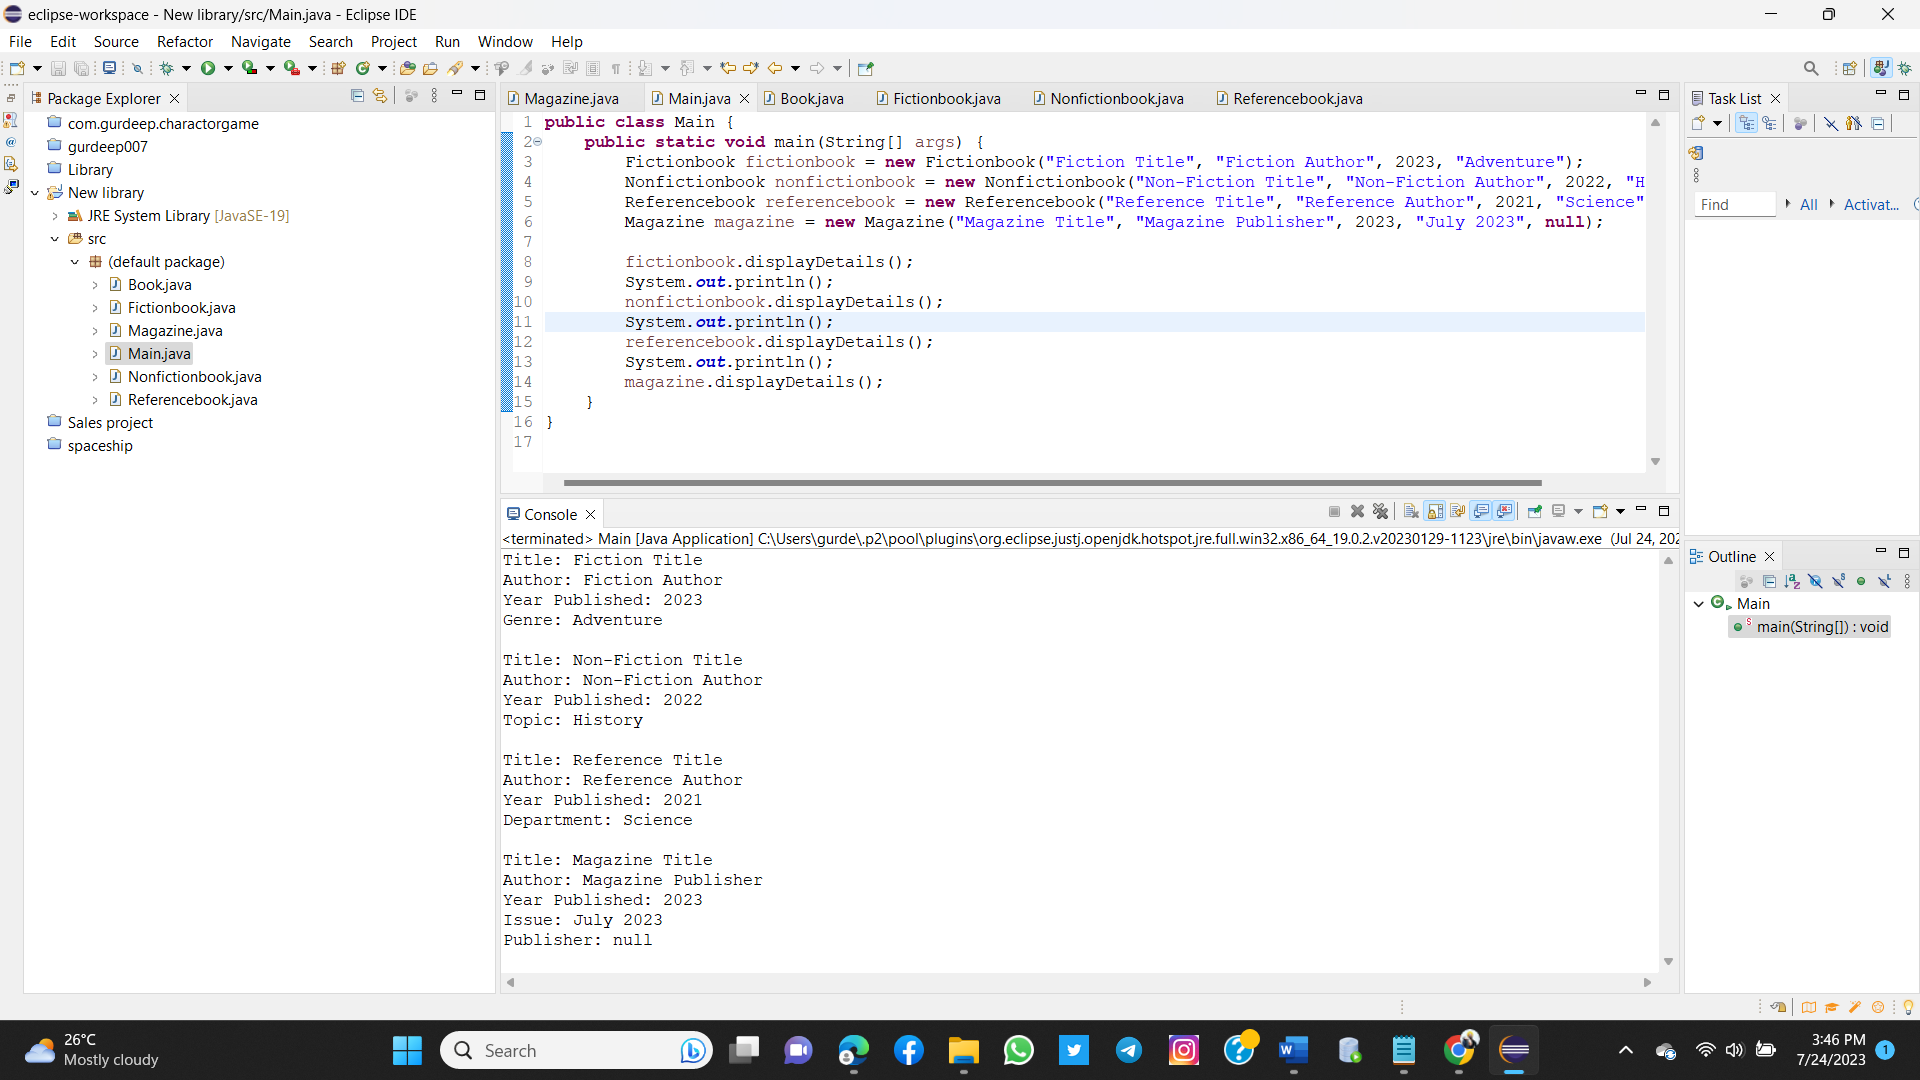 eclipse-workspace - New library/src/Main.java - Eclipse IDE
File Edit Source Refactor Navigate Search Project Run Window Help
Package Explorer
com.gurdeep.charactorgame
gurdeep007
Library
New library
JRE System Library [JavaSE-19]
src
(default package)
Book.java
Fictionbook.java
Magazine.java
Main.java
Nonfictionbook.java
Referencebook.java
Sales project
spaceship
Magazine.java Main.java Book.java Fictionbook.java Nonfictionbook.java Referencebook.java
1 public class Main {
2 public static void main(String[] args) {
3 Fictionbook fictionbook = new Fictionbook("Fiction Title", "Fiction Author", 2023, "Adventure");
4 Nonfictionbook nonfictionbook = new Nonfictionbook("Non-Fiction Title", "Non-Fiction Author", 2022, "H
5 Referencebook referencebook = new Referencebook("Reference Title", "Reference Author", 2021, "Science"
6 Magazine magazine = new Magazine("Magazine Title", "Magazine Publisher", 2023, "July 2023", null);
7
8 fictionbook.displayDetails();
9 System.out.println();
10 nonfictionbook.displayDetails();
11 System.out.println();
12 referencebook.displayDetails();
13 System.out.println();
14 magazine.displayDetails();
15 }
16 }
17
Console
<terminated> Main [Java Application] C:\Users\gurde\.p2\pool\plugins\org.eclipse.justj.openjdk.hotspot.jre.full.win32.x86_64_19.0.2.v20230129-1123\jre\bin\javaw.exe (Jul 24, 202
Title: Fiction Title
Author: Fiction Author
Year Published: 2023
Genre: Adventure
Title: Non-Fiction Title
Author: Non-Fiction Author
Year Published: 2022
Topic: History
Title: Reference Title
Author: Reference Author
Year Published: 2021
Department: Science
Title: Magazine Title
Author: Magazine Publisher
Year Published: 2023
Issue: July 2023
Publisher: null
Task List
Find All Activat...
Outline
Main
main(String[]) : void
26°C
Mostly cloudy
Search
3:46 PM
7/24/2023
1